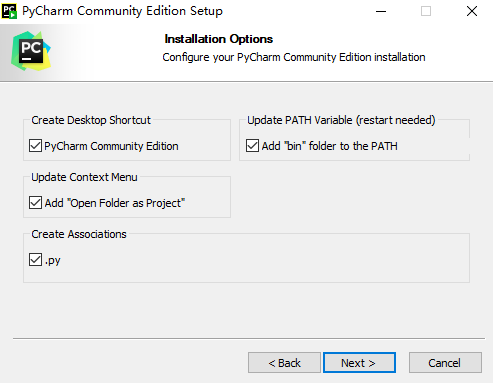 PyCharm Community Edition Setup
PC
Installation Options
Configure your PyCharm Community Edition installation
Create Desktop Shortcut
Update PATH Variable (restart needed)
PyCharm Community Edition
Add "bin" folder to the PATH
Update Context Menu
Add "Open Folder as Project"
Create Associations
.py
< Back
Next >
Cancel